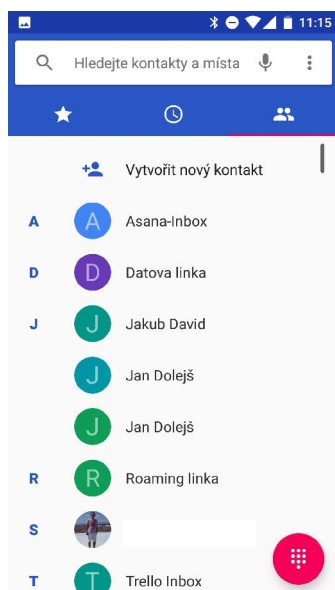 11:15
Hledejte kontakty a místa
Vytvořit nový kontakt
A
A Asana-Inbox
D
D Datova linka
J
J Jakub David
J Jan Dolejš
J Jan Dolejš
R
R Roaming linka
S
T
T Trello Inbox